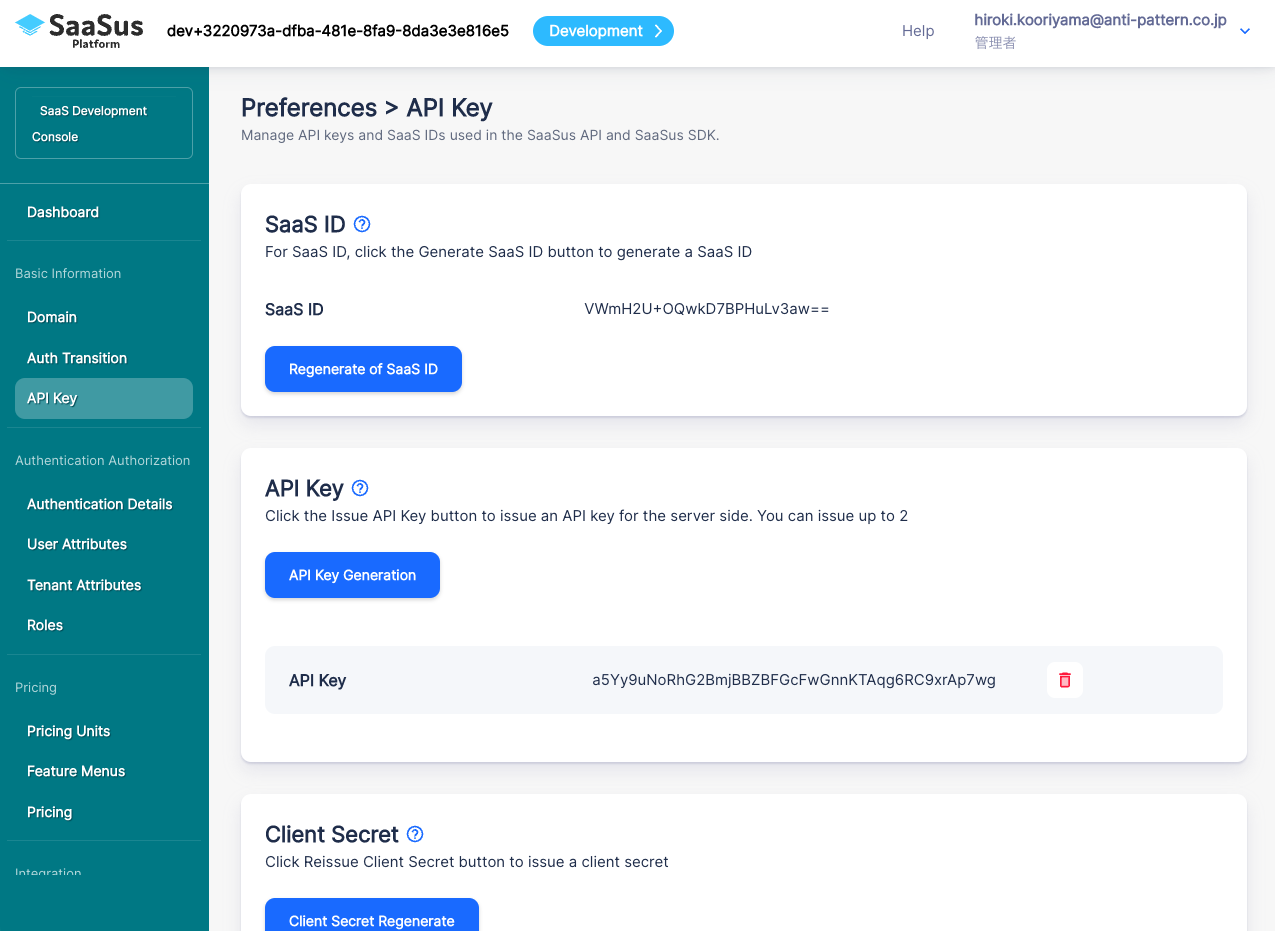 SaaSus
Platform
dev+3220973a-dfba-481e-8fa9-8da3e3e816e5
Development
Help
hiroki.kooriyama@anti-pattern.co.jp
管理者
SaaS Development
Console
Dashboard
Basic Information
Domain
Auth Transition
API Key
Authentication Authorization
Authentication Details
User Attributes
Tenant Attributes
Roles
Pricing
Pricing Units
Feature Menus
Pricing
Integration
Preferences > API Key
Manage API keys and SaaS IDs used in the SaaSus API and SaaSus SDK.
SaaS ID
For SaaS ID, click the Generate SaaS ID button to generate a SaaS ID
SaaS ID VWmH2U+OQwkD7BPHuLv3aw==
Regenerate of SaaS ID
API Key
Click the Issue API Key button to issue an API key for the server side. You can issue up to 2
API Key Generation
API Key a5Yy9uNoRhG2BmjBBZBFGcFwGnnKTAqg6RC9xrAp7wg
Client Secret
Click Reissue Client Secret button to issue a client secret
Client Secret Regenerate